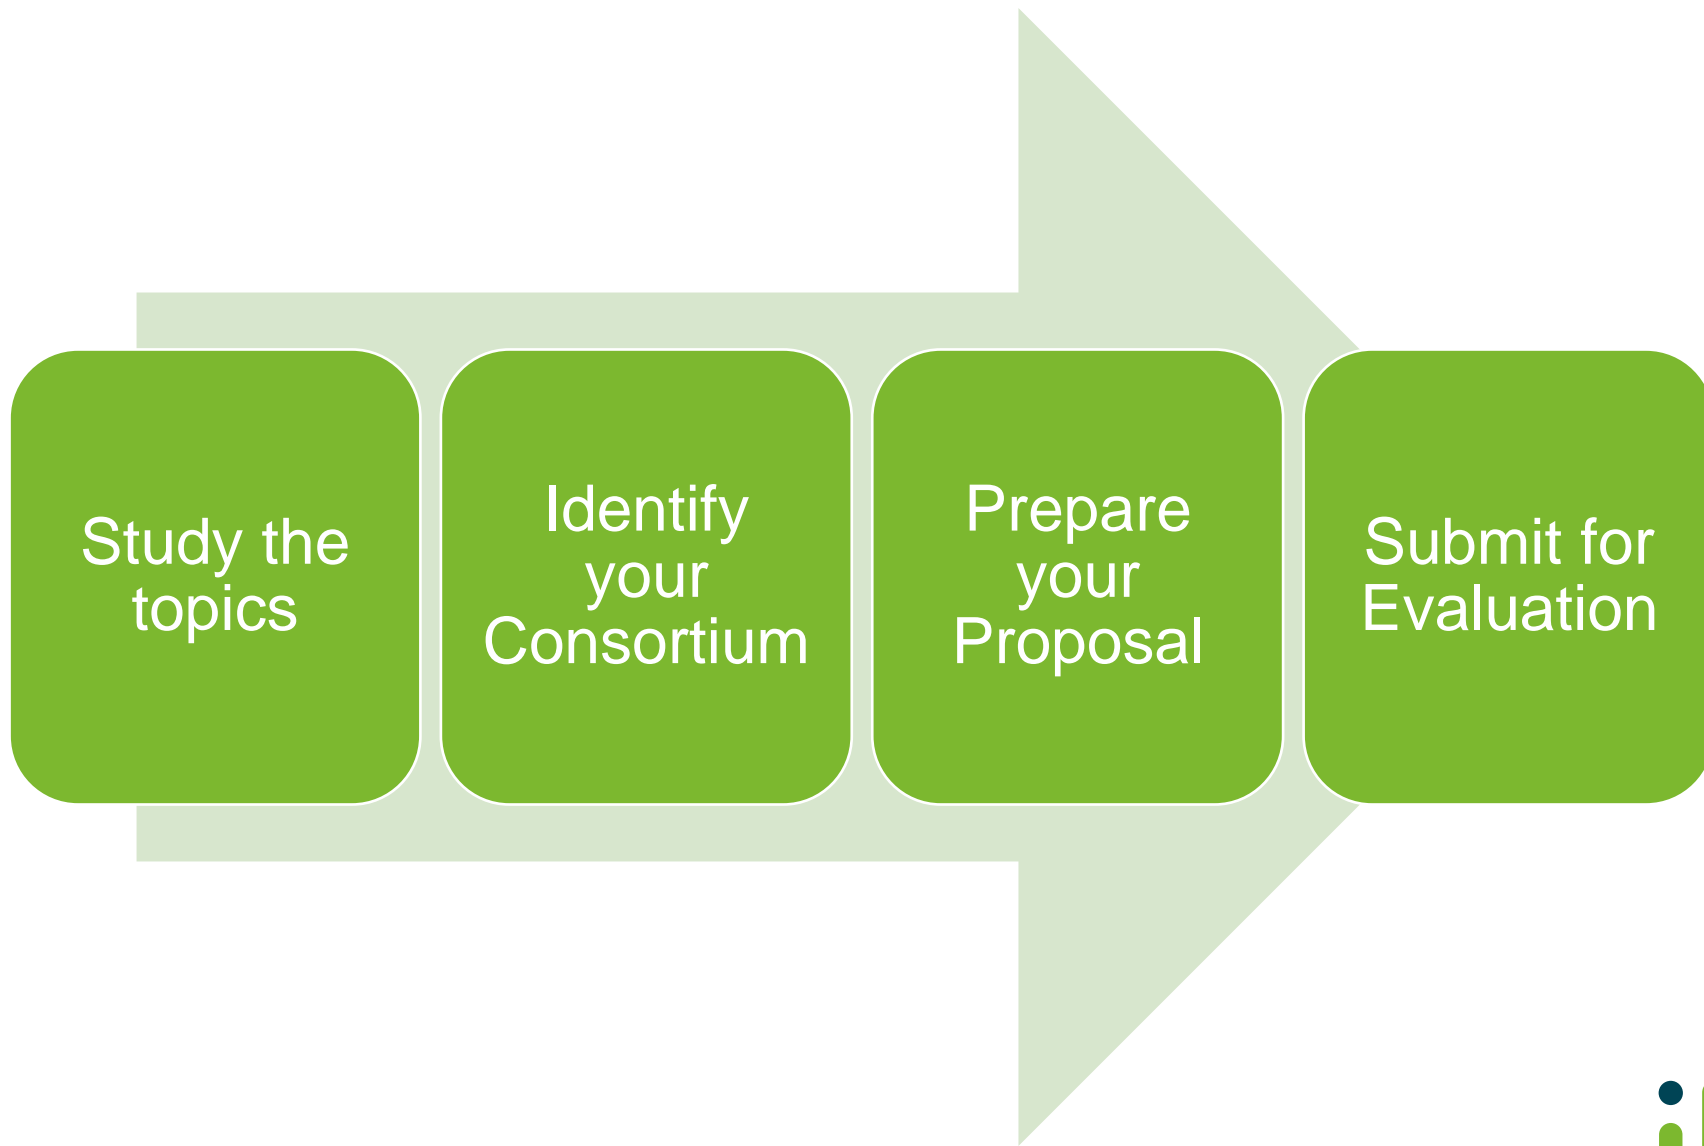 Study the
topics
Identify
your
Consortium
Prepare
your
Proposal
Submit for
Evaluation